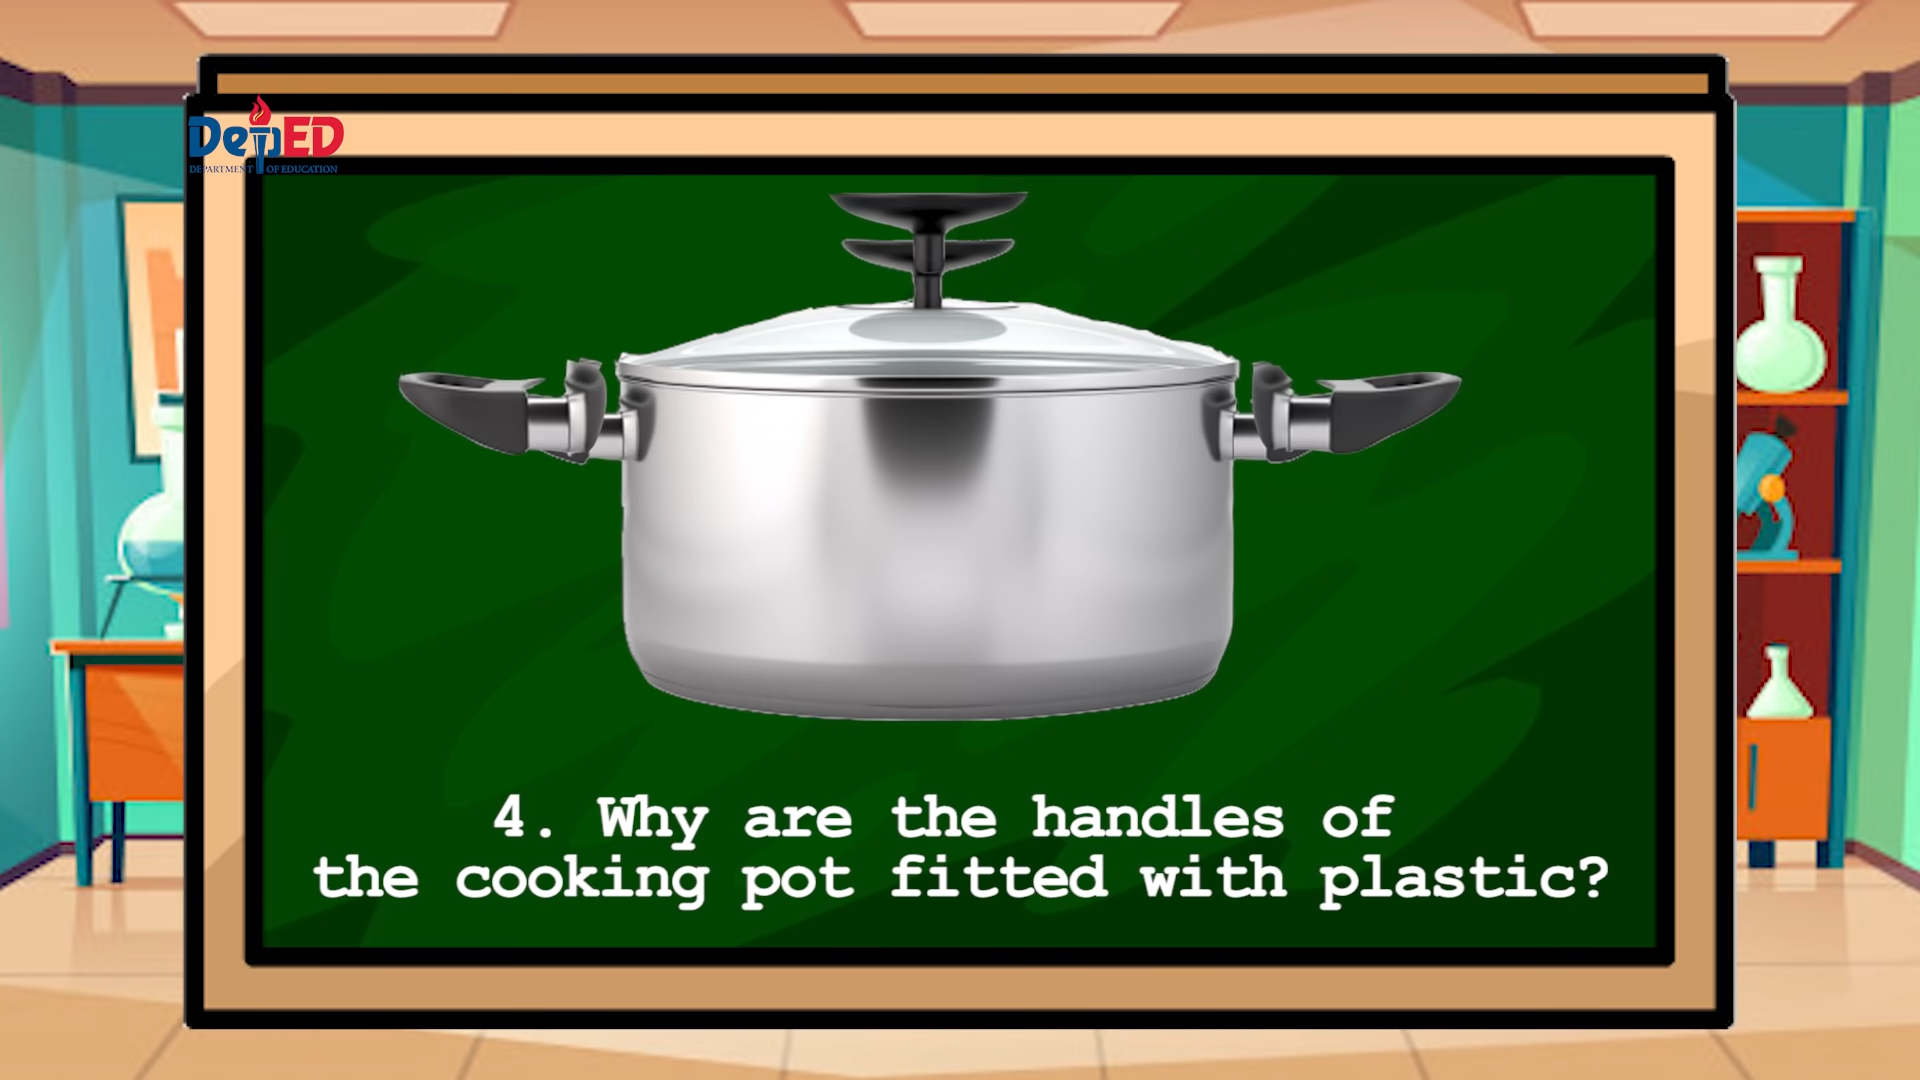 DepED
DEPARTMENT OF EDUCATION
4. Why are the handles of
the cooking pot fitted with plastic?